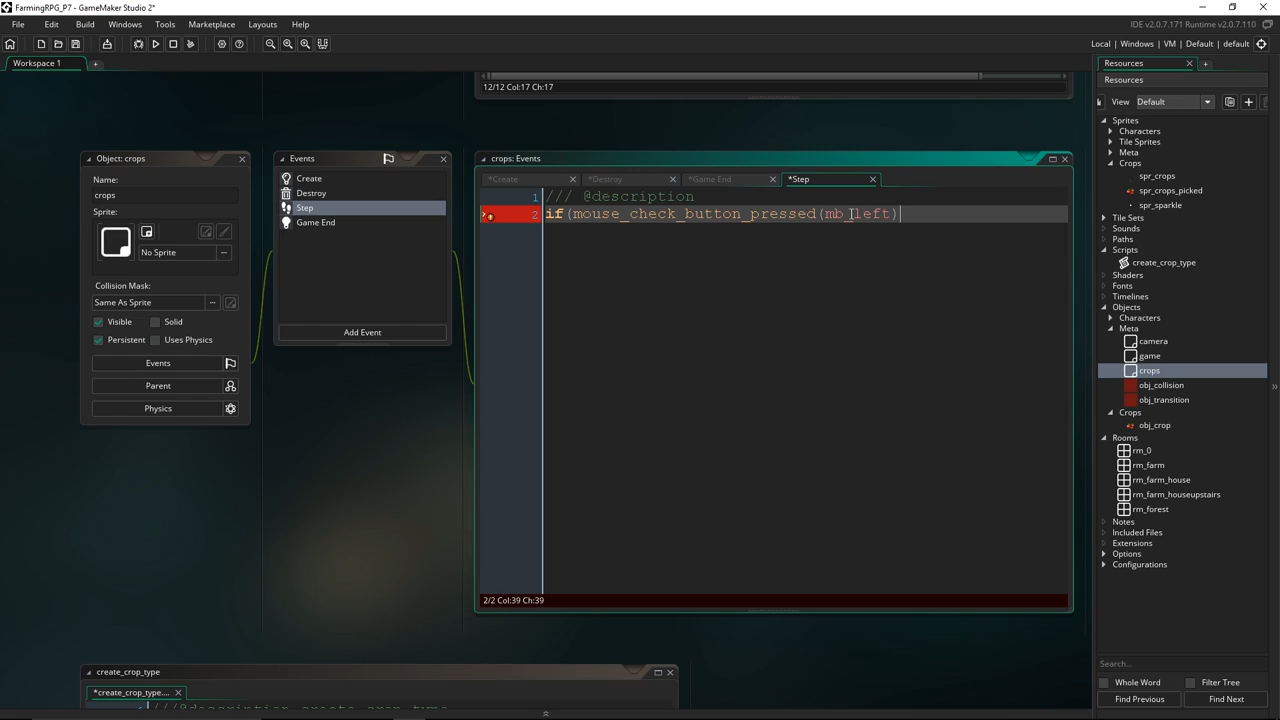 FarmingRPG_P7 - GameMaker Studio 2*
File Edit Build Windows Tools Marketplace Layouts Help
IDE v2.0.7.171 Runtime v2.0.7.110
Local | Windows | VM | Default | default
Workspace 1
Resources
Resources
12/12 Col:17 Ch:17
View Default
Sprites
Characters
Tile Sprites
Meta
Crops
spr_crops
spr_crops_picked
spr_sparkle
Tile Sets
Sounds
Paths
Scripts
create_crop_type
Shaders
Fonts
Timelines
Objects
Characters
Meta
camera
game
crops
obj_collision
obj_transition
Crops
obj_crop
Rooms
rm_0
rm_farm
rm_farm_house
rm_farm_houseupstairs
rm_forest
Notes
Included Files
Extensions
Options
Configurations
Search...
Whole Word Filter Tree
Find Previous Find Next
Object: crops
Name:
crops
Sprite:
No Sprite
Collision Mask:
Same As Sprite
Visible Solid
Persistent Uses Physics
Events
Parent
Physics
Events
Create
Destroy
Step
Game End
Add Event
crops: Events
*Create *Destroy *Game End *Step
1 /// @description
2 if(mouse_check_button_pressed(mb_left)
2/2 Col:39 Ch:39
create_crop_type
*create_crop_type....